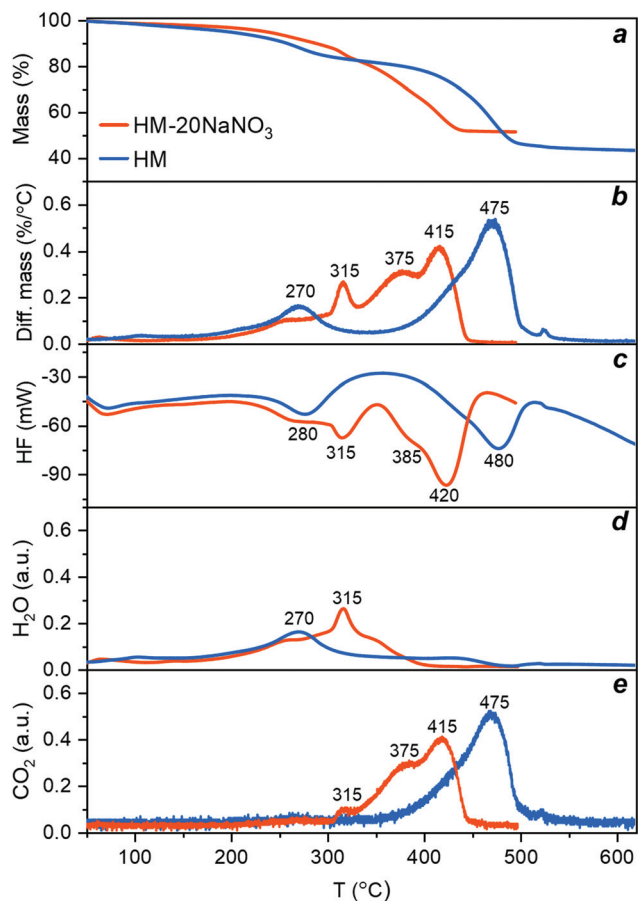 a
Mass (%)
100
80
60
40
HM-20NaNO₃
HM
b
Diff. mass (%/°C)
0.6
0.4
0.2
0.0
270
315
375
415
475
c
HF (mW)
-30
-60
-90
280
315
385
420
480
d
H₂O (a.u.)
0.6
0.4
0.2
0.0
270
315
e
CO₂ (a.u.)
0.6
0.4
0.2
0.0
315
375
415
475
100 200 300 400 500 600
T (°C)